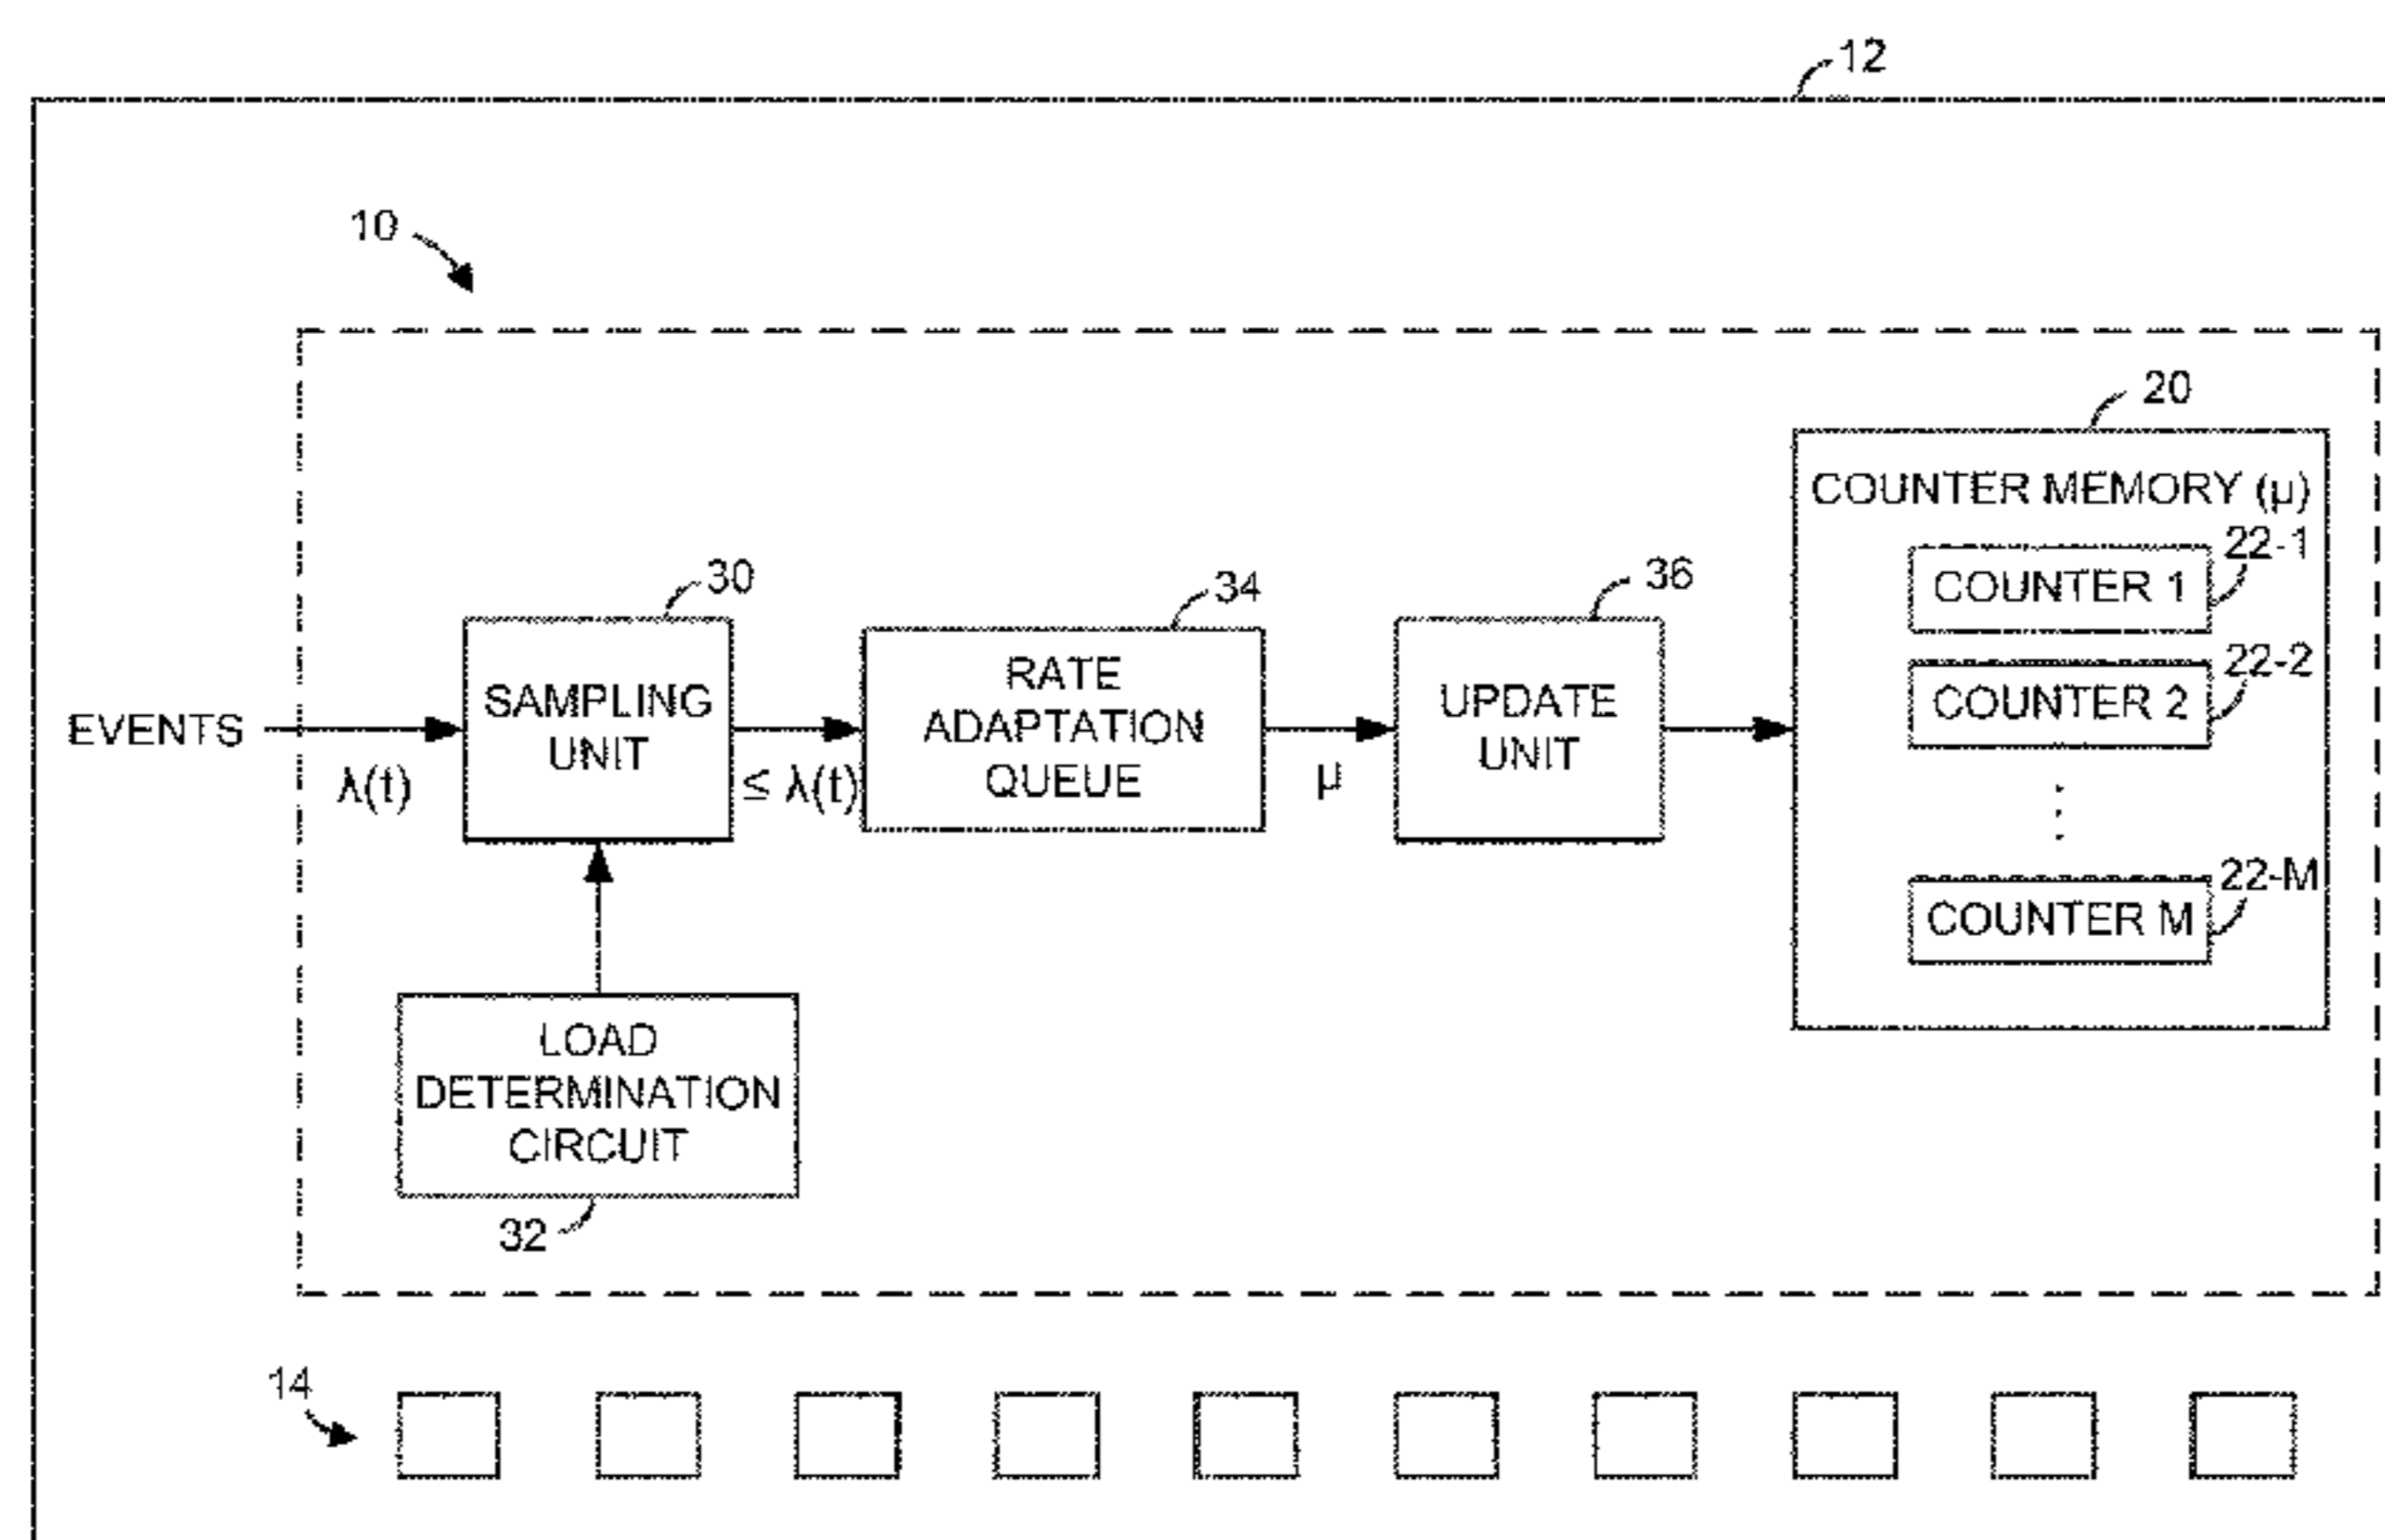 12
10
20
COUNTER MEMORY (μ)
22-1
COUNTER 1
22-2
COUNTER 2
22-M
COUNTER M
30
34
36
EVENTS
λ(t)
SAMPLING
UNIT
≤ λ(t)
RATE
ADAPTATION
QUEUE
μ
UPDATE
UNIT
LOAD
DETERMINATION
CIRCUIT
32
14